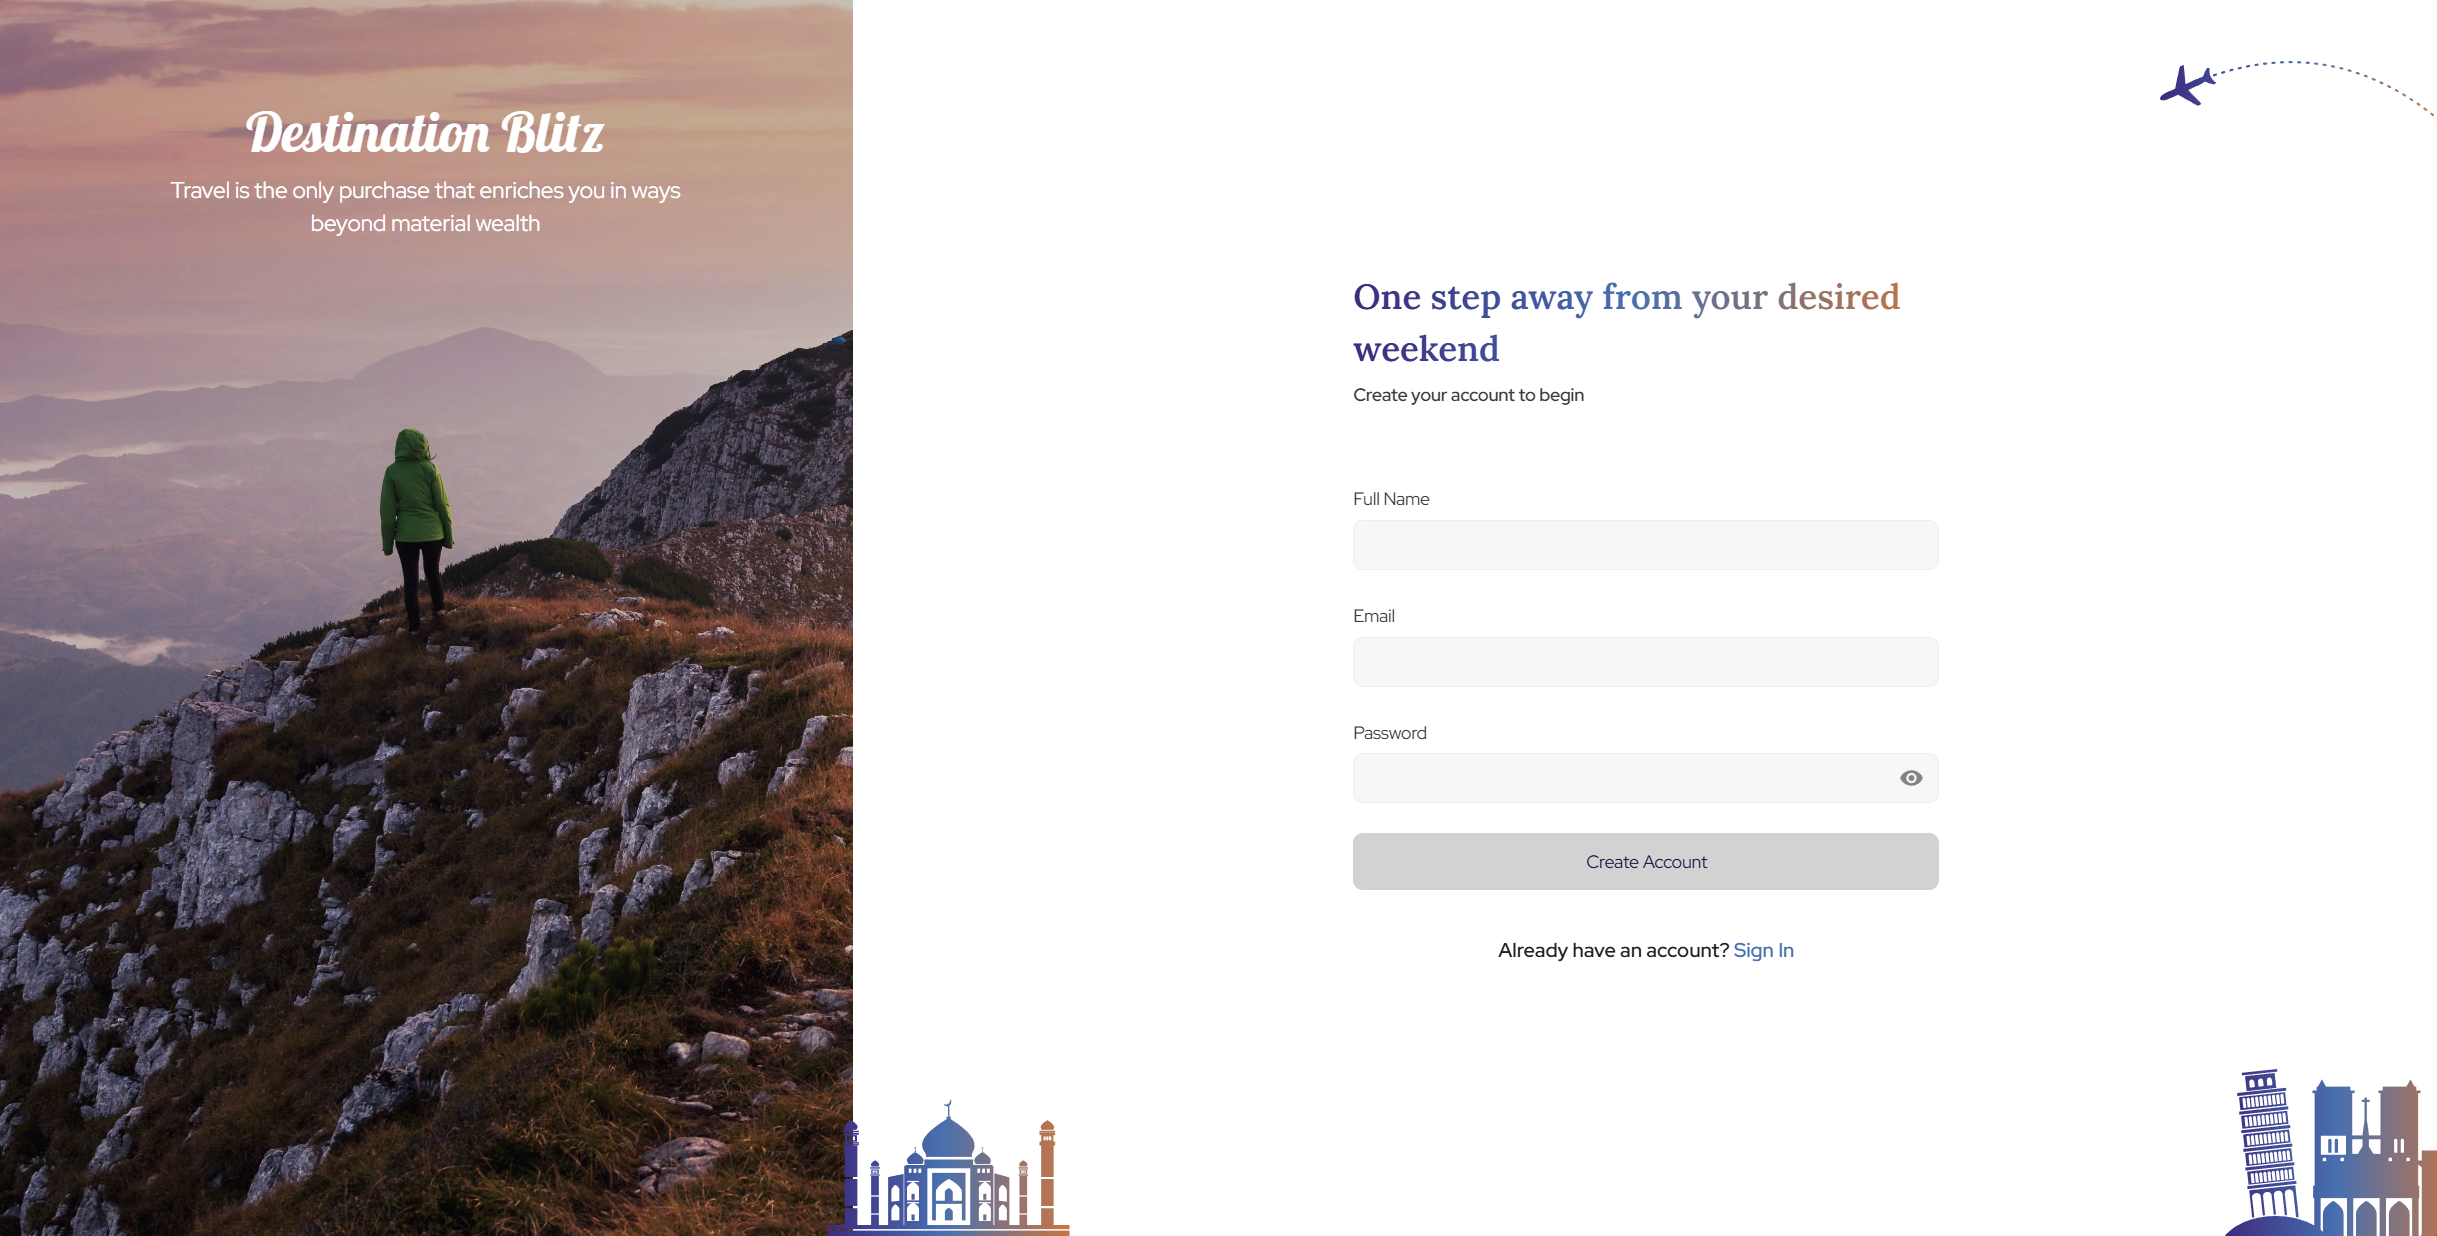 Destination Blitz
Travel is the only purchase that enriches you in ways
beyond material wealth
One step away from your desired
weekend
Create your account to begin
Full Name
Email
Password
Create Account
Already have an account? Sign In